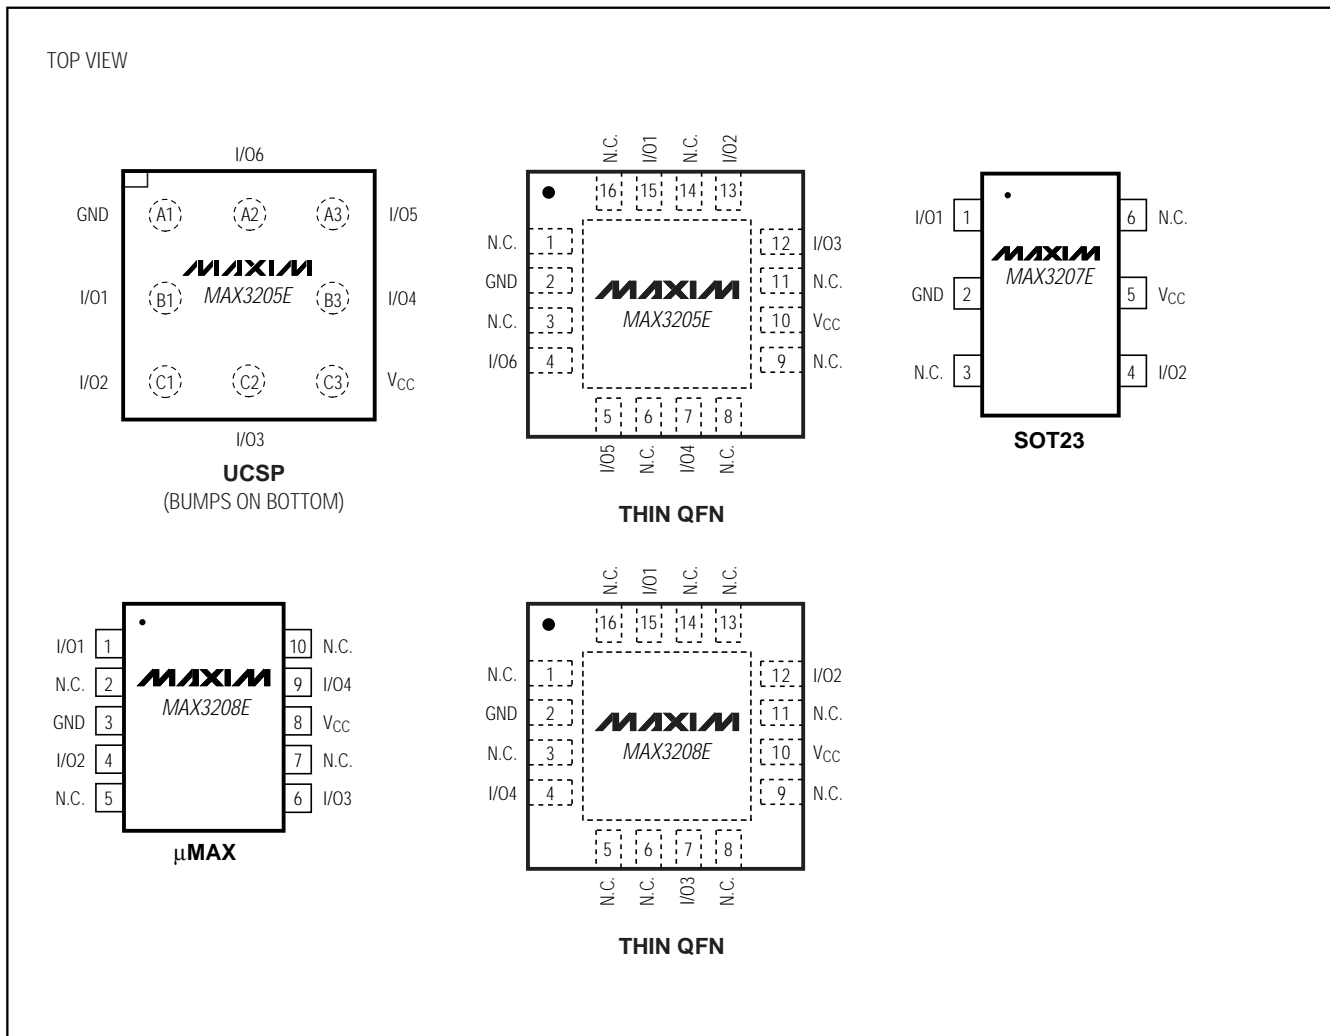 TOP VIEW
I/O6
GND A1 A2 A3 I/O5
MAXIM
MAX3205E
I/O1 B1 B3 I/O4
I/O2 C1 C2 C3 VCC
I/O3
UCSP
(BUMPS ON BOTTOM)
N.C. I/O1 N.C. I/O2
16 15 14 13
N.C. 1 12 I/O3
GND 2 11 N.C.
MAXIM
MAX3205E
N.C. 3 10 VCC
I/O6 4 9 N.C.
5 6 7 8
I/O5 N.C. I/O4 N.C.
THIN QFN
I/O1 1 6 N.C.
MAXIM
MAX3207E
GND 2 5 VCC
N.C. 3 4 I/O2
SOT23
I/O1 1 10 N.C.
N.C. 2 9 I/O4
MAXIM
MAX3208E
GND 3 8 VCC
I/O2 4 7 N.C.
N.C. 5 6 I/O3
μMAX
N.C. I/O1 N.C. N.C.
16 15 14 13
N.C. 1 12 I/O2
GND 2 11 N.C.
MAXIM
MAX3208E
N.C. 3 10 VCC
I/O4 4 9 N.C.
5 6 7 8
N.C. N.C. I/O3 N.C.
THIN QFN